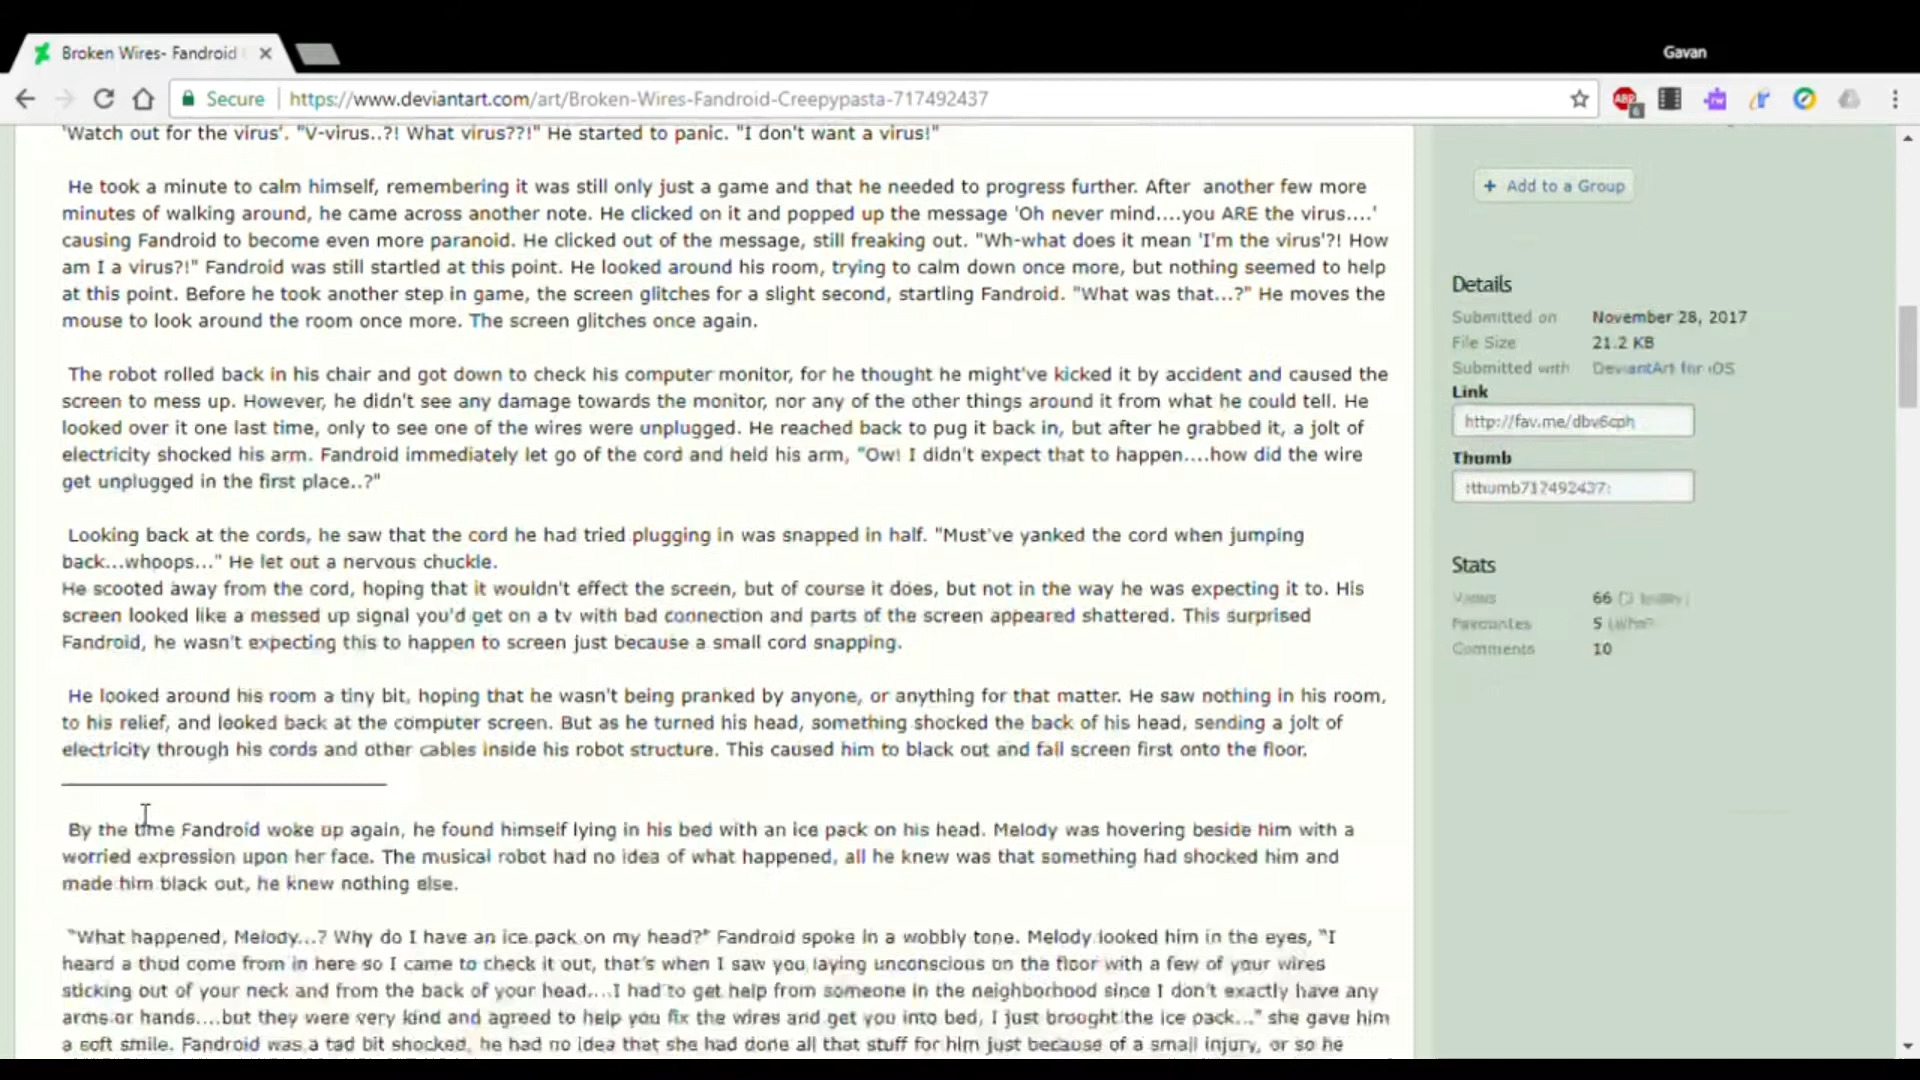 Broken Wires- Fandroid
Gavan
Secure
https://www.deviantart.com/art/Broken-Wires-Fandroid-Creepypasta-717492437
ABP
6
'Watch out for the virus'. "V-virus..?! What virus??!" He started to panic. "I don't want a virus!"
He took a minute to calm himself, remembering it was still only just a game and that he needed to progress further. After another few more
minutes of walking around, he came across another note. He clicked on it and popped up the message 'Oh never mind....you ARE the virus....'
causing Fandroid to become even more paranoid. He clicked out of the message, still freaking out. "Wh-what does it mean 'I'm the virus'?! How
am I a virus?!" Fandroid was still startled at this point. He looked around his room, trying to calm down once more, but nothing seemed to help
at this point. Before he took another step in game, the screen glitches for a slight second, startling Fandroid. "What was that...?" He moves the
mouse to look around the room once more. The screen glitches once again.
The robot rolled back in his chair and got down to check his computer monitor, for he thought he might've kicked it by accident and caused the
screen to mess up. However, he didn't see any damage towards the monitor, nor any of the other things around it from what he could tell. He
looked over it one last time, only to see one of the wires were unplugged. He reached back to pug it back in, but after he grabbed it, a jolt of
electricity shocked his arm. Fandroid immediately let go of the cord and held his arm, "Ow! I didn't expect that to happen....how did the wire
get unplugged in the first place..?"
Looking back at the cords, he saw that the cord he had tried plugging in was snapped in half. "Must've yanked the cord when jumping
back...whoops..." He let out a nervous chuckle.
He scooted away from the cord, hoping that it wouldn't effect the screen, but of course it does, but not in the way he was expecting it to. His
screen looked like a messed up signal you'd get on a tv with bad connection and parts of the screen appeared shattered. This surprised
Fandroid, he wasn't expecting this to happen to screen just because a small cord snapping.
He looked around his room a tiny bit, hoping that he wasn't being pranked by anyone, or anything for that matter. He saw nothing in his room,
to his relief, and looked back at the computer screen. But as he turned his head, something shocked the back of his head, sending a jolt of
electricity through his cords and other cables inside his robot structure. This caused him to black out and fall screen first onto the floor.
By the time Fandroid woke up again, he found himself lying in his bed with an ice pack on his head. Melody was hovering beside him with a
worried expression upon her face. The musical robot had no idea of what happened, all he knew was that something had shocked him and
made him black out, he knew nothing else.
"What happened, Melody...? Why do I have an ice pack on my head?" Fandroid spoke in a wobbly tone. Melody looked him in the eyes, "I
heard a thud come from in here so I came to check it out, that's when I saw you laying unconscious on the floor with a few of your wires
sticking out of your neck and from the back of your head....I had to get help from someone in the neighborhood since I don't exactly have any
arms or hands....but they were very kind and agreed to help you fix the wires and get you into bed, I just brought the ice pack..." she gave him
a soft smile. Fandroid was a tad bit shocked, he had no idea that she had done all that stuff for him just because of a small injury, or so he
+ Add to a Group
Details
Submitted on November 28, 2017
File Size 21.2 KB
Submitted with DeviantArt for iOS
Link
http://fav.me/dbv6cph
Thumb
:thumb717492437:
Stats
Views 66
Favourites 5
Comments 10